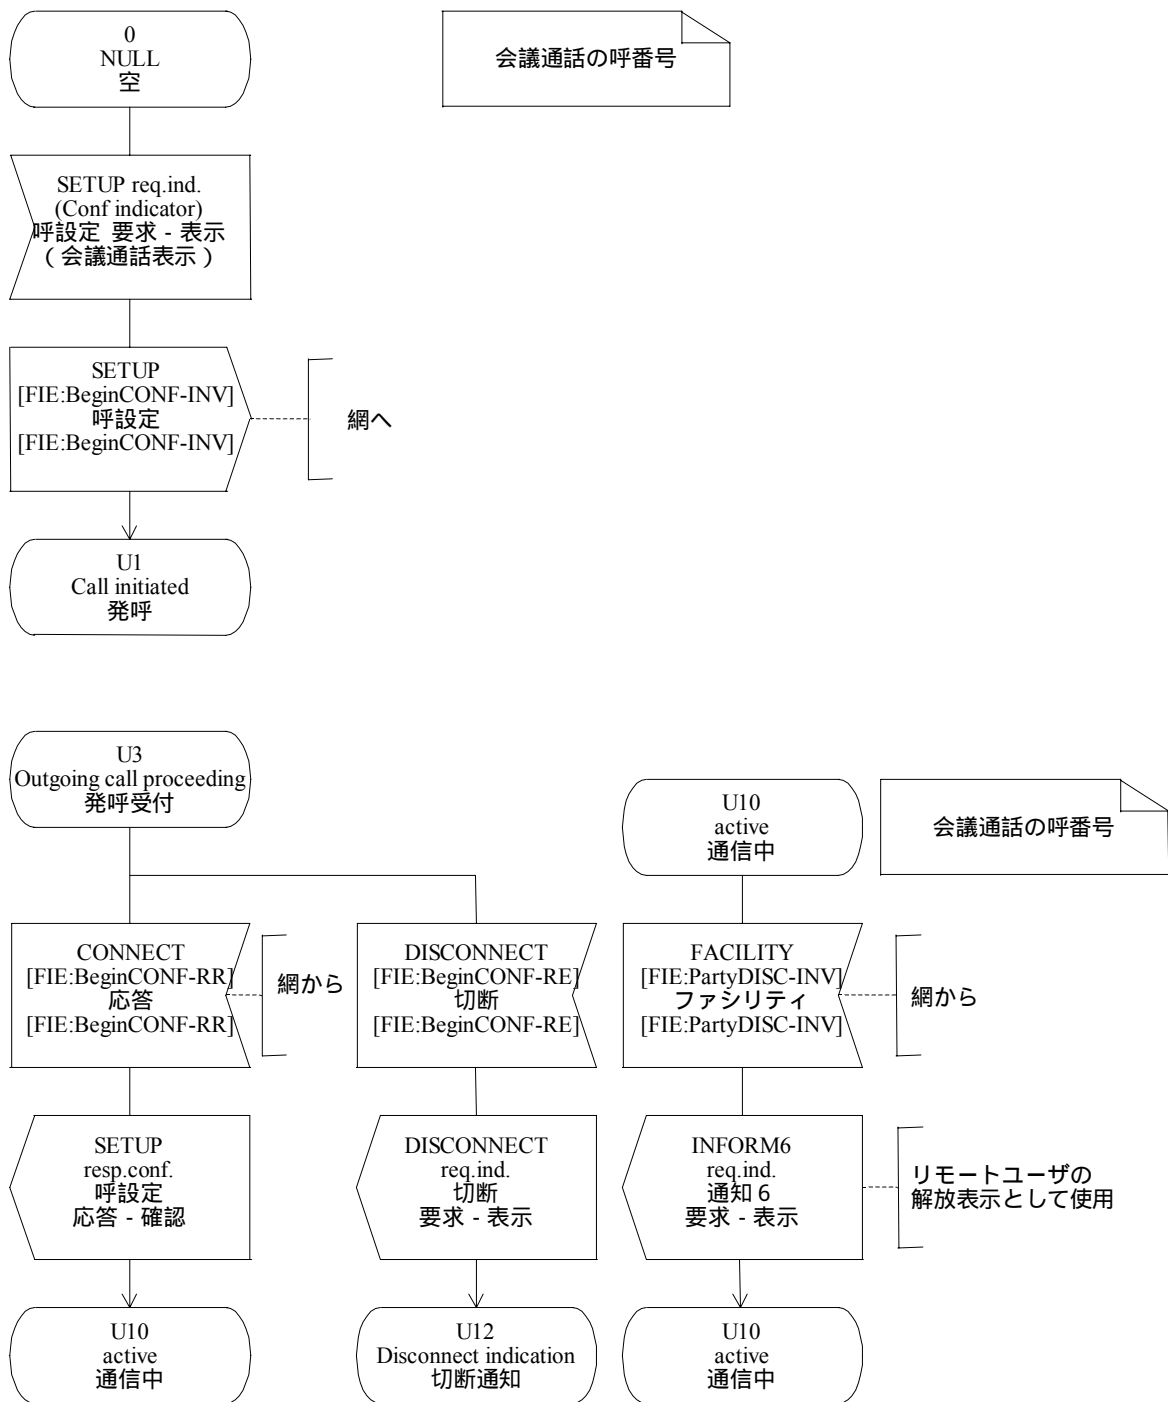 0
NULL
空
会議通話の呼番号
SETUP req.ind.
(Conf indicator)
呼設定 要求 - 表示
( 会議通話表示 )
SETUP
[FIE:BeginCONF-INV]
呼設定
[FIE:BeginCONF-INV]
網へ
U1
Call initiated
発呼
U3
Outgoing call proceeding
発呼受付
U10
active
通信中
会議通話の呼番号
CONNECT
[FIE:BeginCONF-RR]
応答
[FIE:BeginCONF-RR]
網から
DISCONNECT
[FIE:BeginCONF-RE]
切断
[FIE:BeginCONF-RE]
FACILITY
[FIE:PartyDISC-INV]
ファシリティ
[FIE:PartyDISC-INV]
網から
SETUP
resp.conf.
呼設定
応答 - 確認
DISCONNECT
req.ind.
切断
要求 - 表示
INFORM6
req.ind.
通知６
要求 - 表示
リモートユーザの
解放表示として使用
U10
active
通信中
U12
Disconnect indication
切断通知
U10
active
通信中